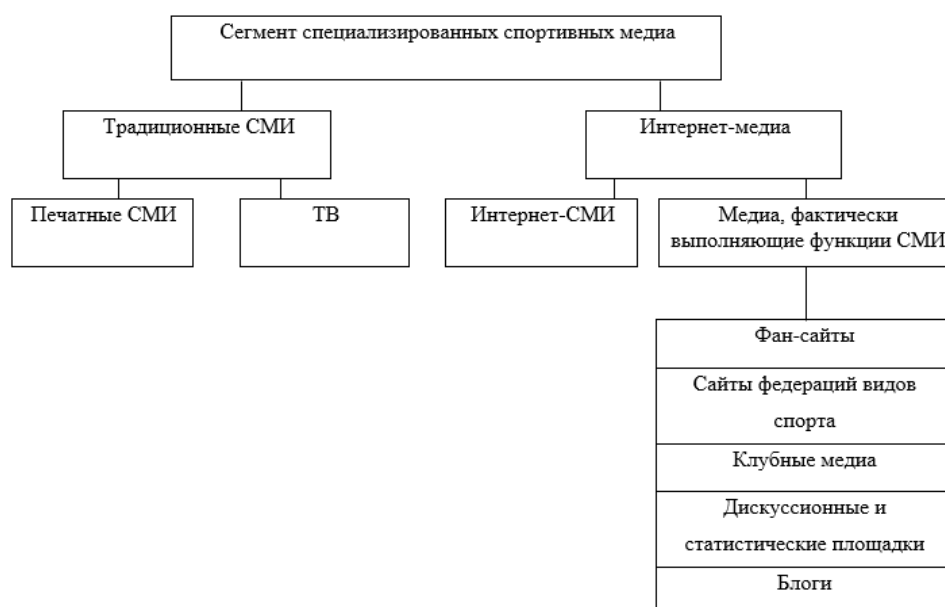 Сегмент специализированных спортивных медиа
Традиционные СМИ
Интернет-медиа
Печатные СМИ
ТВ
Интернет-СМИ
Медиа, фактически
выполняющие функции СМИ
Фан-сайты
Сайты федераций видов
спорта
Клубные медиа
Дискуссионные и
статистические площадки
Блоги